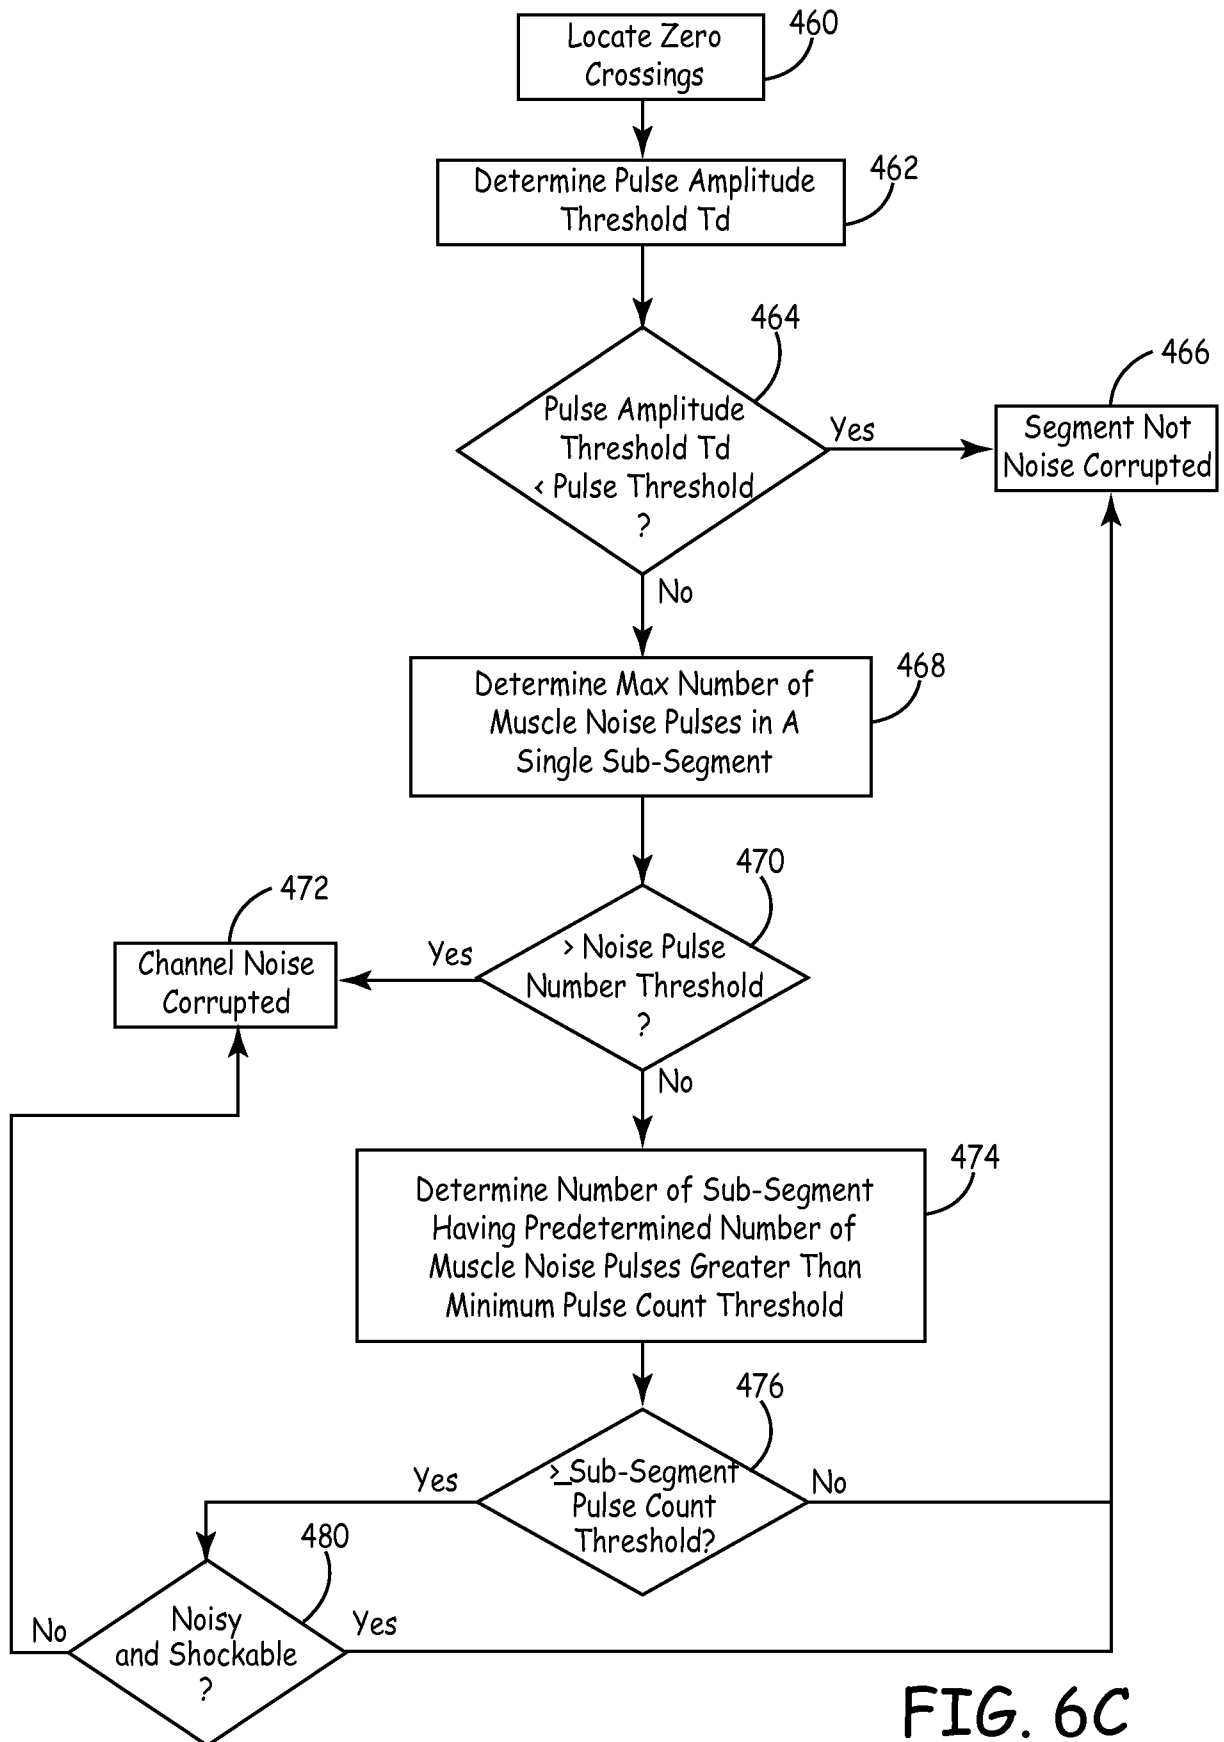 Locate Zero
Crossings
460
Determine Pulse Amplitude
Threshold Td
462
464
Pulse Amplitude
Threshold Td
< Pulse Threshold
?
Yes
466
Segment Not
Noise Corrupted
No
Determine Max Number of
Muscle Noise Pulses in A
Single Sub-Segment
468
470
> Noise Pulse
Number Threshold
?
Yes
472
Channel Noise
Corrupted
No
Determine Number of Sub-Segment
Having Predetermined Number of
Muscle Noise Pulses Greater Than
Minimum Pulse Count Threshold
474
476
≥ Sub-Segment
Pulse Count
Threshold?
Yes
No
480
Noisy
and Shockable
?
No
Yes
FIG. 6C